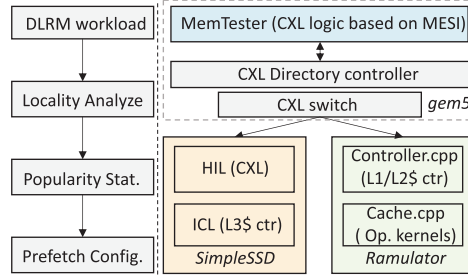 DLRM workload
Locality Analyze
Popularity Stat.
Prefetch Config.
MemTester (CXL logic based on MESI)
CXL Directory controller
CXL switch
gem5
HIL (CXL)
ICL (L3$ ctr)
SimpleSSD
Controller.cpp
(L1/L2$ ctr)
Cache.cpp
( Op. kernels)
Ramulator